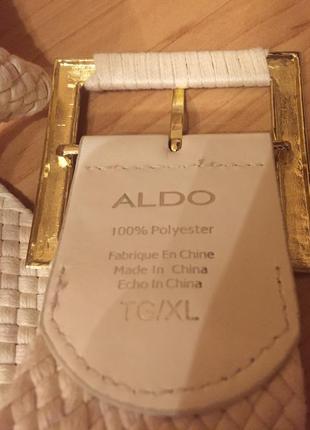 ALDO
100% Polyester
Fabrique En Chine
Made In China
Echo In China
TG/XL